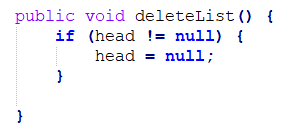 public void deleteList() {
    if (head != null) {
        head = null;
    }
}